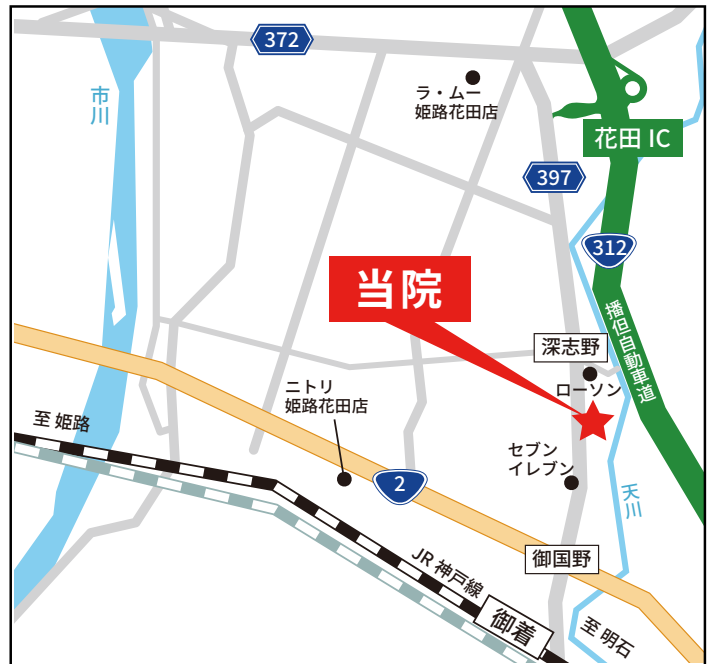 372
市川
ラ・ムー
姫路花田店
花田 IC
397
312
当院
播但自動車道
深志野
ローソン
ニトリ
姫路花田店
至 姫路
セブン
イレブン
2
天川
JR 神戸線
御国野
御着
至 明石